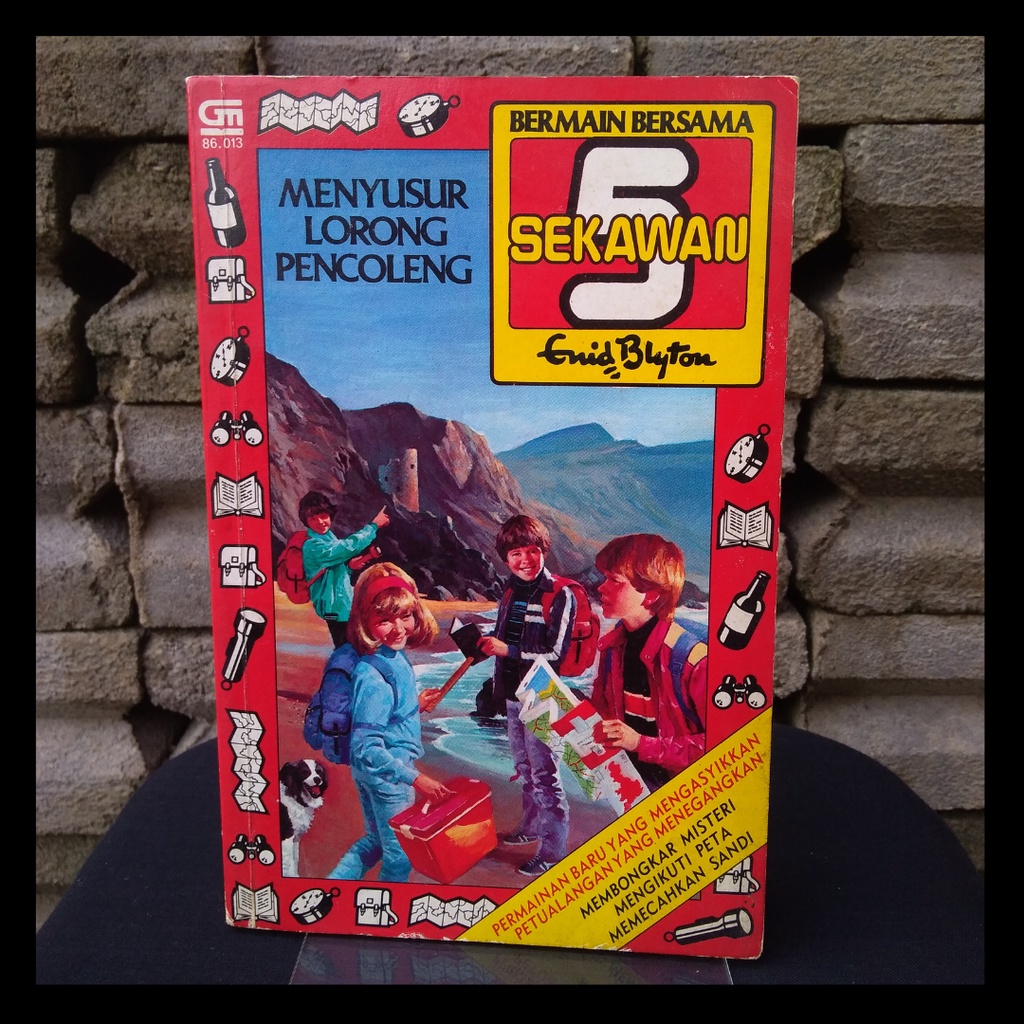 GM
86.013
BERMAIN BERSAMA
5
SEKAWAN
Enid Blyton
MENYUSUR
LORONG
PENCOLENG
PERMAINAN BARU YANG MENGASYIKKAN
PETUALANGAN YANG MENEGANGKAN
MEMBONGKAR MISTERI
MENGIKUTI PETA
MEMECAHKAN SANDI